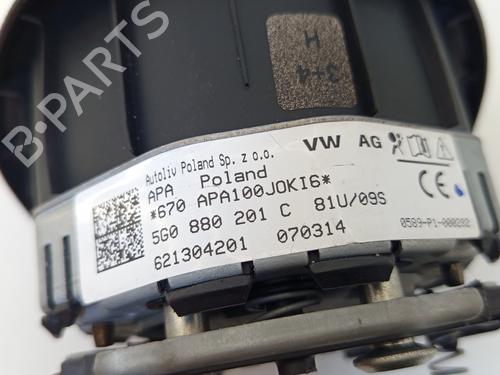 3+4
H
B-PARTS
Autoliv Poland Sp. z o.o. VW AG
APA Poland
*670 APA100JOKI6*
5G0 880 201 C 81U/09S
621304201 070314
CE
0589-P1-000282